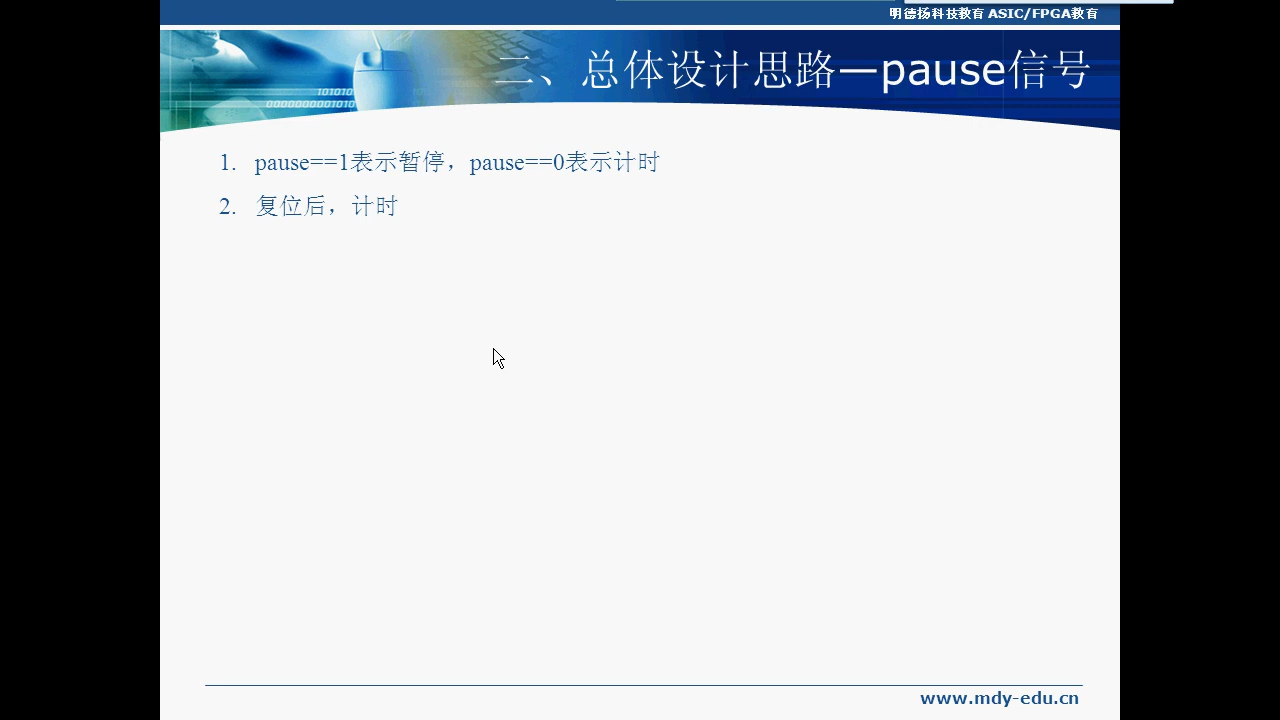 明德扬科技教育 ASIC/FPGA教育
二、总体设计思路—pause信号
101010
0000000001010
1. pause==1表示暂停，pause==0表示计时
2. 复位后，计时
www.mdy-edu.cn